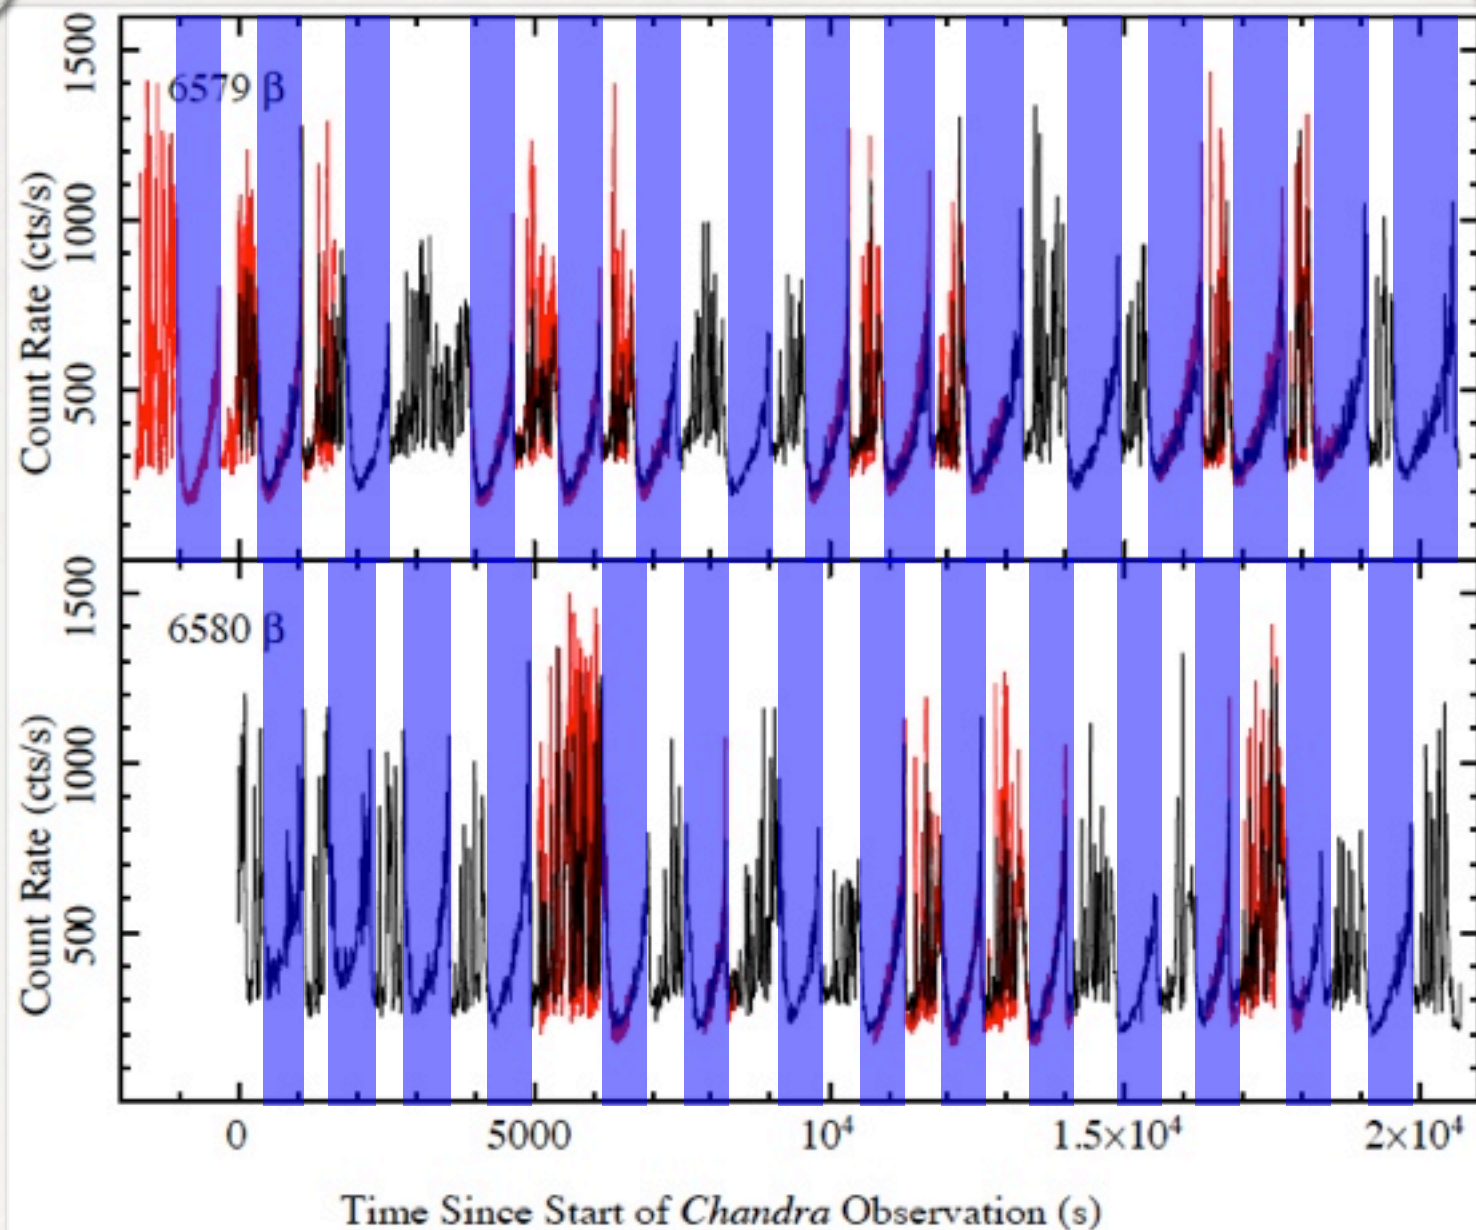 1500
6579 β
1000
500
Count Rate (cts/s)
1500
6580 β
1000
500
Count Rate (cts/s)
0 5000 10⁴ 1.5×10⁴ 2×10⁴
Time Since Start of Chandra Observation (s)